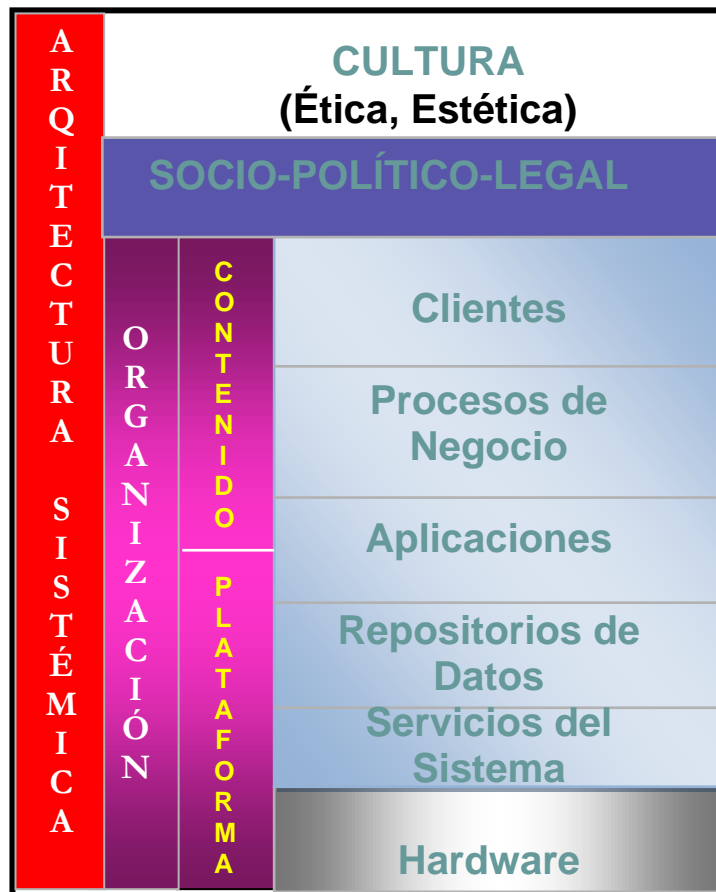 ARQITECTURA SISTÉMICA
CULTURA
(Ética, Estética)
SOCIO-POLÍTICO-LEGAL
ORGANIZACIÓN
CONTENIDO
PLATAFORMA
Clientes
Procesos de
Negocio
Aplicaciones
Repositorios de
Datos
Servicios del
Sistema
Hardware